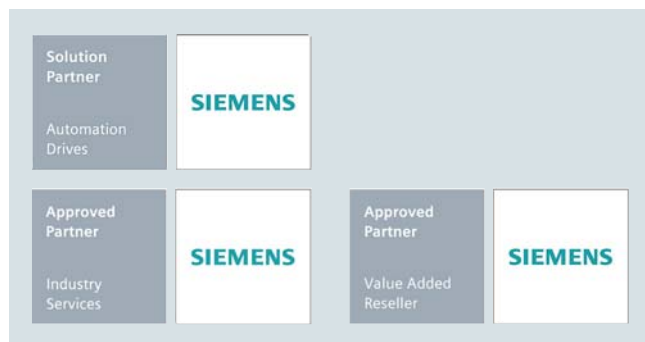 Solution
Partner
Automation
Drives
SIEMENS
Approved
Partner
Industry
Services
SIEMENS
Approved
Partner
Value Added
Reseller
SIEMENS